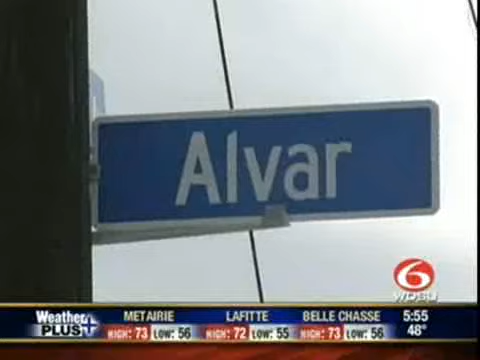 Alvar
6
WDSU
Weather PLUS
METAIRIE LAFITTE BELLE CHASSE 5:55
HIGH: 73 LOW: 56 HIGH: 72 LOW: 55 HIGH: 73 LOW: 56 48°